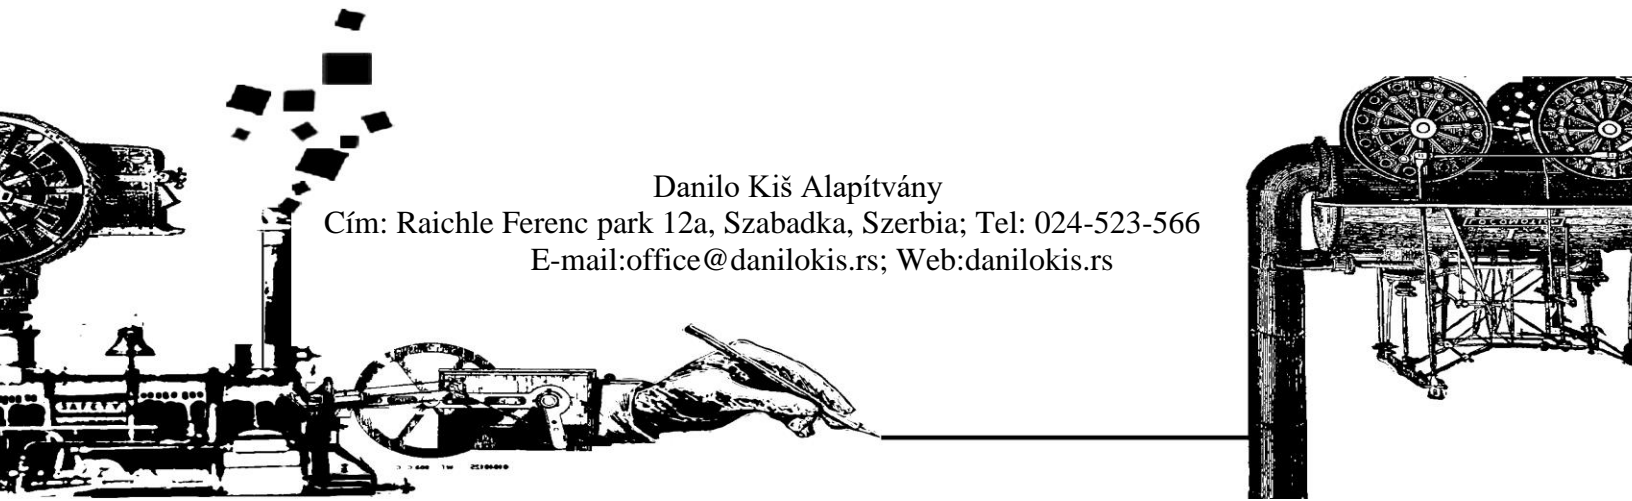 Danilo Kiš Alapítvány
Cím: Raichle Ferenc park 12a, Szabadka, Szerbia; Tel: 024-523-566
E-mail:office@danilokis.rs; Web:danilokis.rs